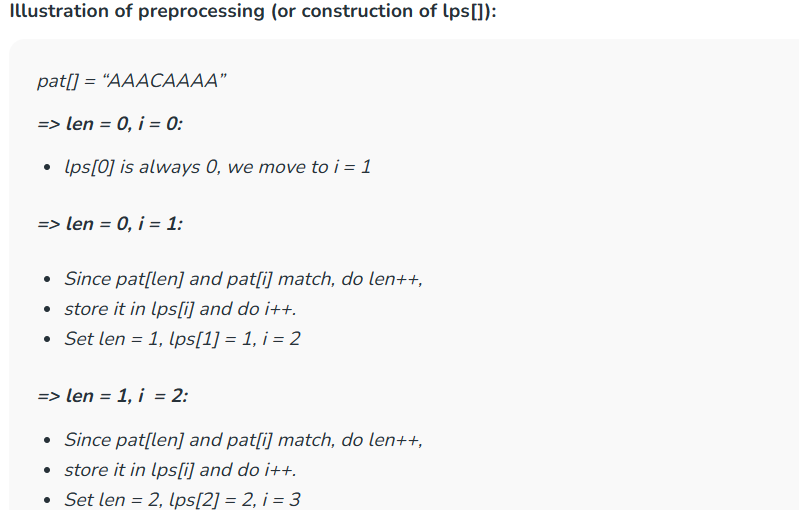 Illustration of preprocessing (or construction of lps[]):
pat[] = “AAACAAAA”
=> len = 0, i = 0:
• lps[0] is always 0, we move to i = 1
=> len = 0, i = 1:
• Since pat[len] and pat[i] match, do len++,
• store it in lps[i] and do i++.
• Set len = 1, lps[1] = 1, i = 2
=> len = 1, i  = 2:
• Since pat[len] and pat[i] match, do len++,
• store it in lps[i] and do i++.
• Set len = 2, lps[2] = 2, i = 3